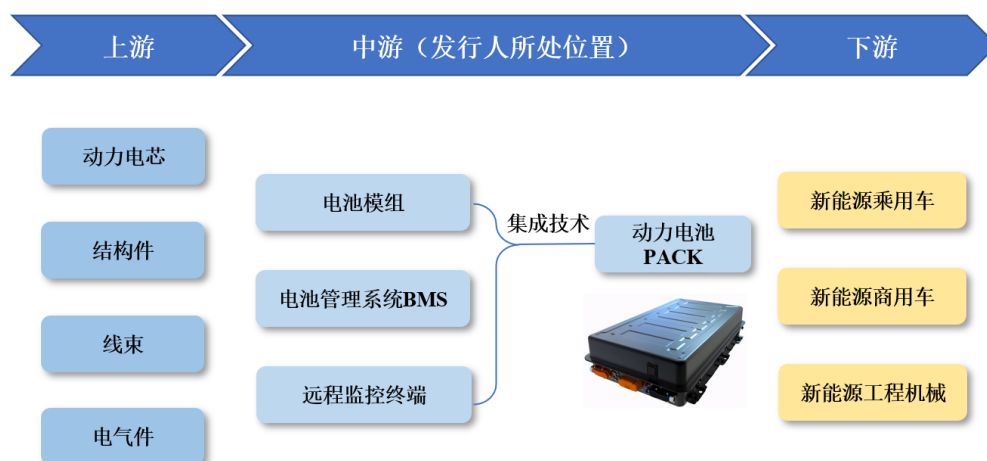 上游
中游（发行人所处位置）
下游
动力电芯
结构件
线束
电气件
电池模组
电池管理系统BMS
远程监控终端
集成技术
动力电池
PACK
新能源乘用车
新能源商用车
新能源工程机械